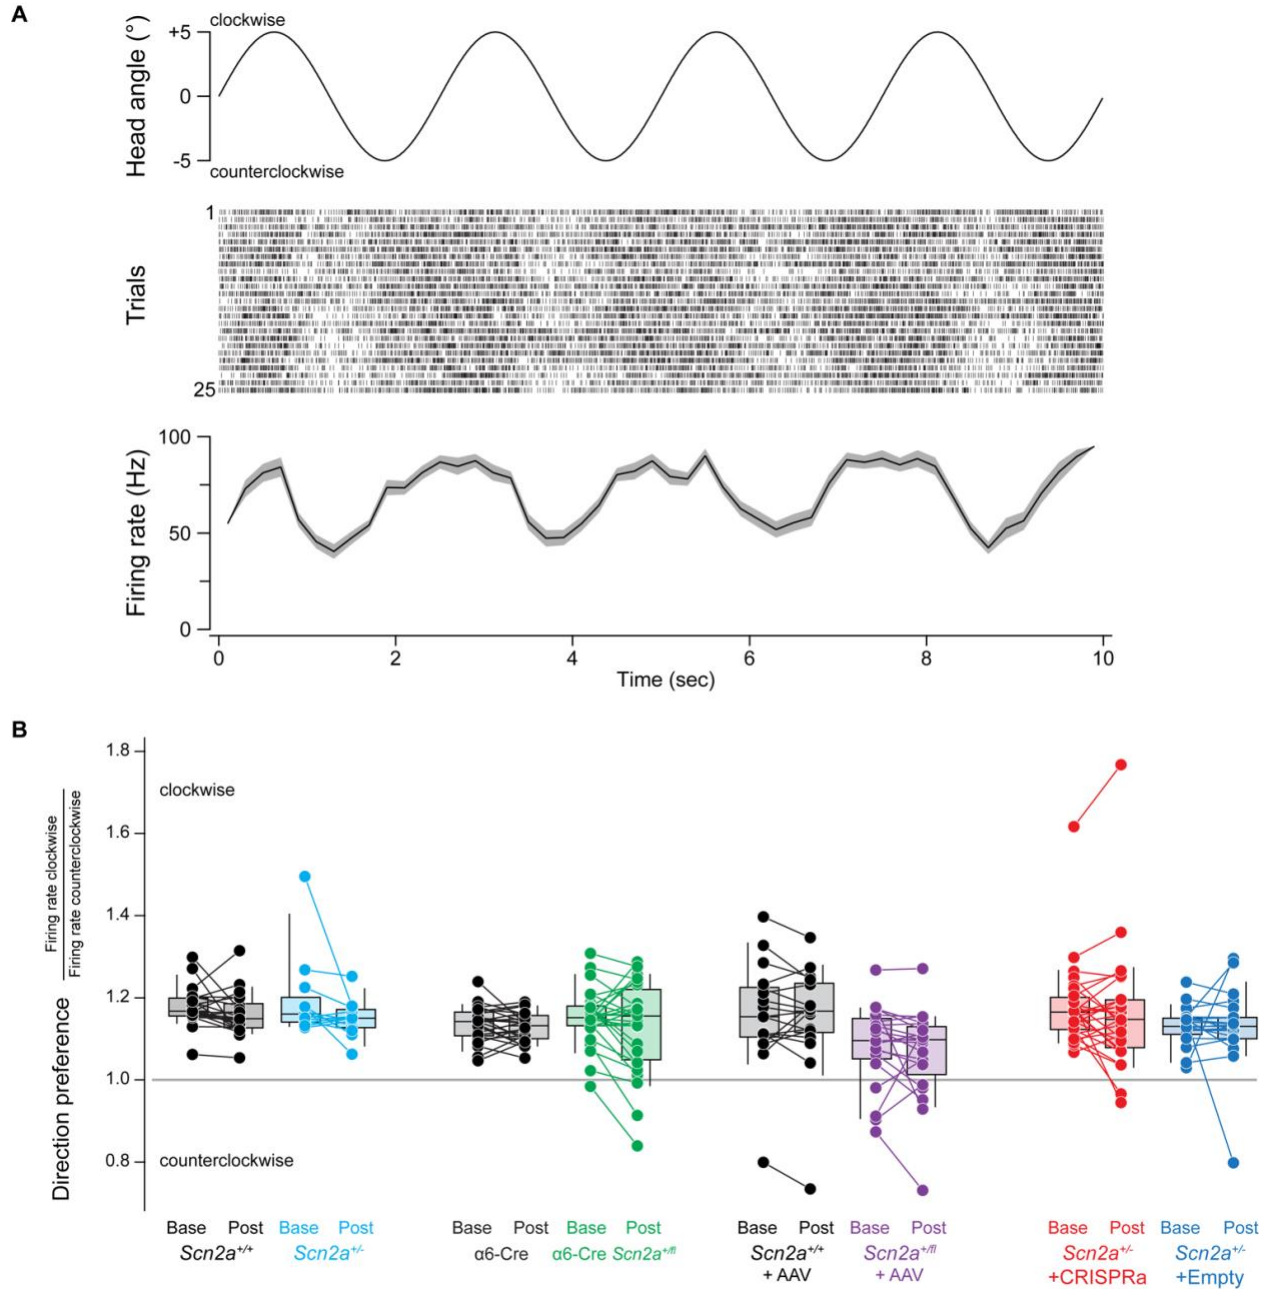 A
Head angle (°)
clockwise
+5
0
-5
counterclockwise
Trials
1
25
Firing rate (Hz)
100
50
0
0 2 4 6 8 10
Time (sec)
B
Direction preference
Firing rate clockwise
Firing rate counterclockwise
1.8
clockwise
1.6
1.4
1.2
1.0
0.8
counterclockwise
Base Post Base Post Base Post Base Post Base Post Base Post Base Post Base Post
Scn2a+/+ Scn2a+/- α6-Cre α6-Cre Scn2a+/fl Scn2a+/+ Scn2a+/fl Scn2a+/- Scn2a+/-
+ AAV + AAV +CRISPRa +Empty